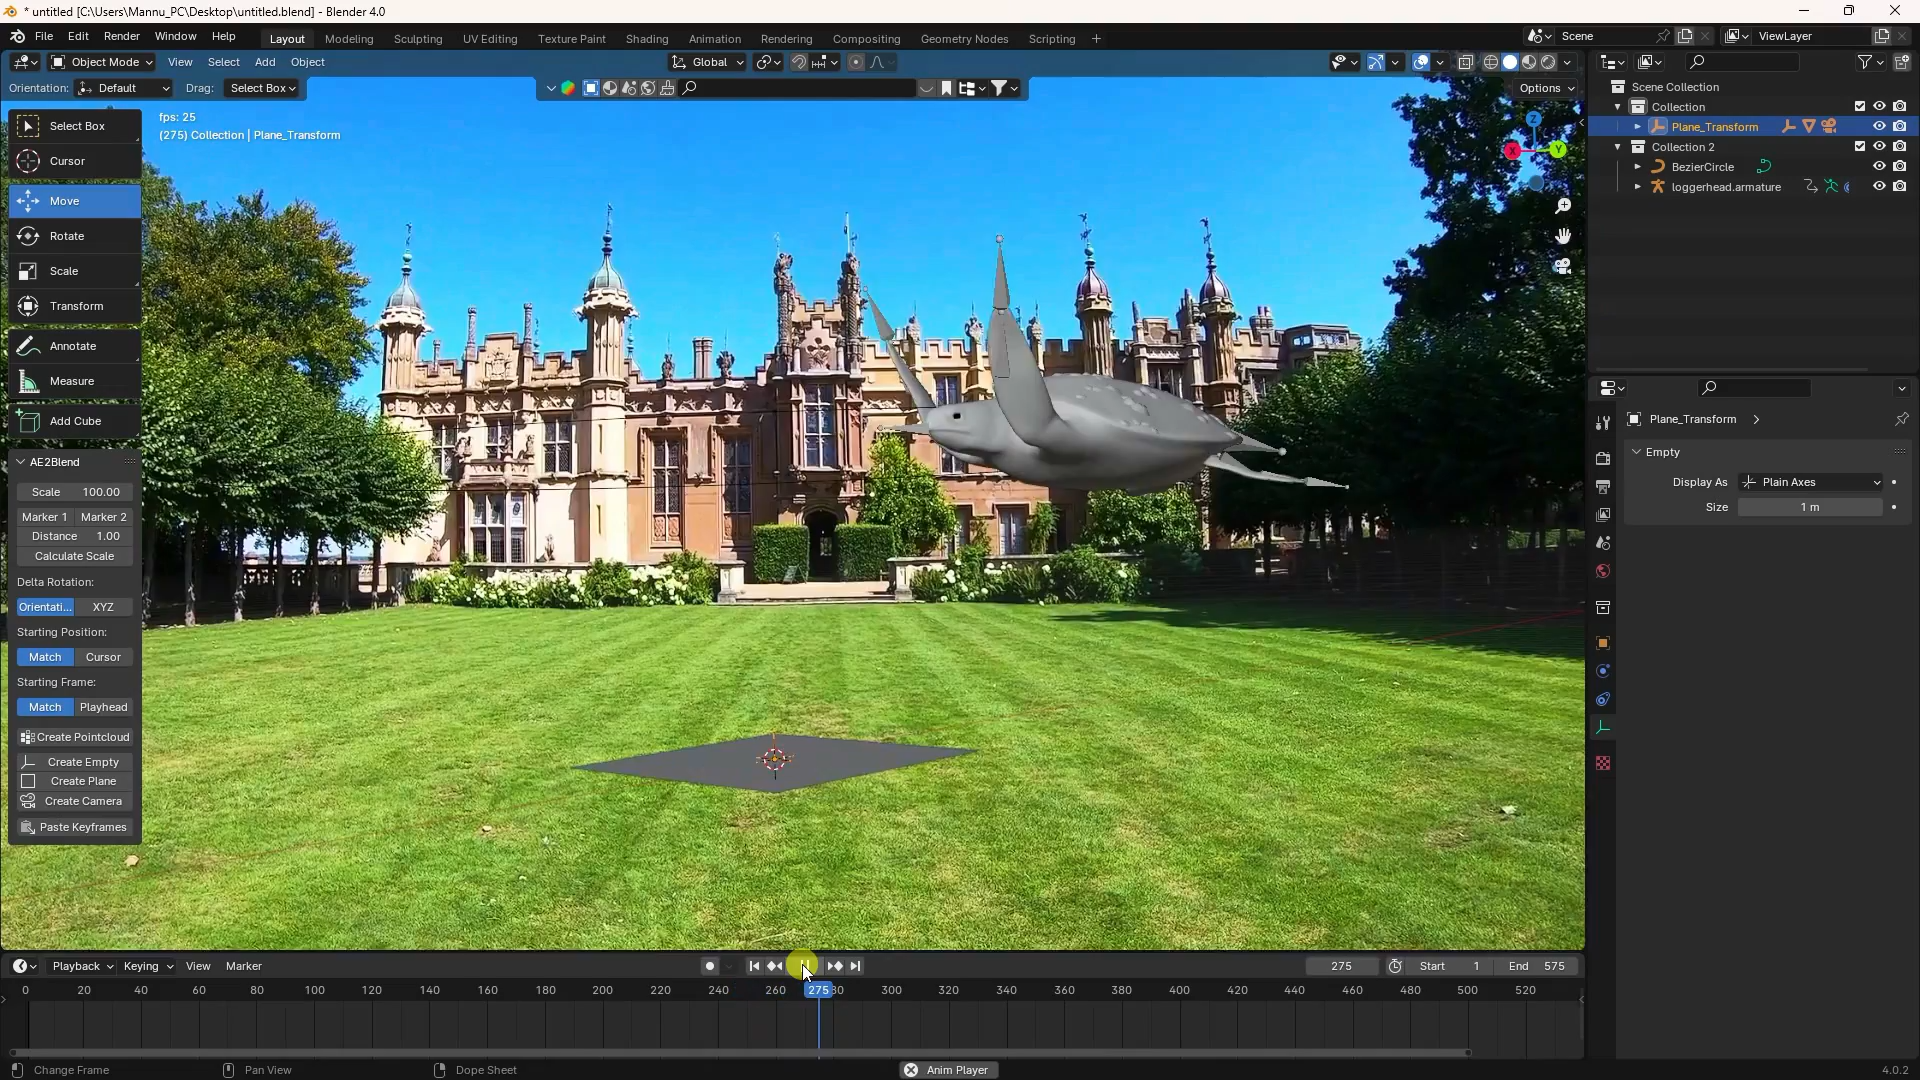 * untitled [C:\Users\Mannu_PC\Desktop\untitled.blend] - Blender 4.0
File Edit Render Window Help
Layout Modeling Sculpting UV Editing Texture Paint Shading Animation Rendering Compositing Geometry Nodes Scripting +
Scene
ViewLayer
Object Mode View Select Add Object
Global
Orientation: Default Drag: Select Box
Options
fps: 25
(275) Collection | Plane_Transform
Select Box
Cursor
Move
Rotate
Scale
Transform
Annotate
Measure
Add Cube
AE2Blend
Scale 100.00
Marker 1 Marker 2
Distance 1.00
Calculate Scale
Delta Rotation:
Orientati... XYZ
Starting Position:
Match Cursor
Starting Frame:
Match Playhead
Create Pointcloud
Create Empty
Create Plane
Create Camera
Paste Keyframes
Z
X
Y
Scene Collection
Collection
Plane_Transform
Collection 2
BezierCircle
loggerhead.armature
Plane_Transform
Empty
Display As Plain Axes
Size 1 m
Playback Keying View Marker
275 Start 1 End 575
0 20 40 60 80 100 120 140 160 180 200 220 240 260 275 80 300 320 340 360 380 400 420 440 460 480 500 520
Change Frame Pan View Dope Sheet Anim Player 4.0.2